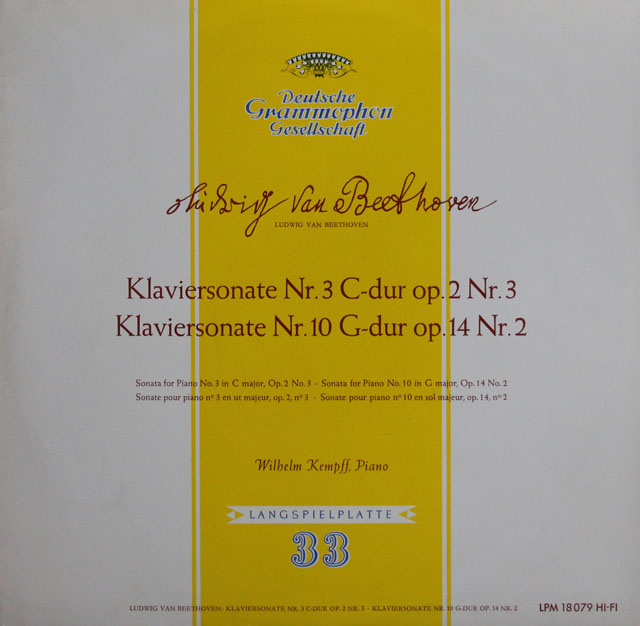 Deutsche
Grammophon
Gesellschaft
Ludwig van Beethoven
LUDWIG VAN BEETHOVEN
Klaviersonate Nr. 3 C-dur op. 2 Nr. 3
Klaviersonate Nr. 10 G-dur op. 14 Nr. 2
Sonata for Piano No. 3 in C major, Op. 2 No. 3 - Sonata for Piano No. 10 in G major, Op. 14 No. 2
Sonate pour piano nº 3 en ut majeur, op. 2, nº 3 - Sonate pour piano nº 10 en sol majeur, op. 14, nº 2
Wilhelm Kempff, Piano
LANGSPIELPLATTE
33
LUDWIG VAN BEETHOVEN: KLAVIERSONATE NR. 3 C-DUR OP. 2 NR. 3 - KLAVIERSONATE NR. 10 G-DUR OP. 14 NR. 2
LPM 18 079 HI-FI